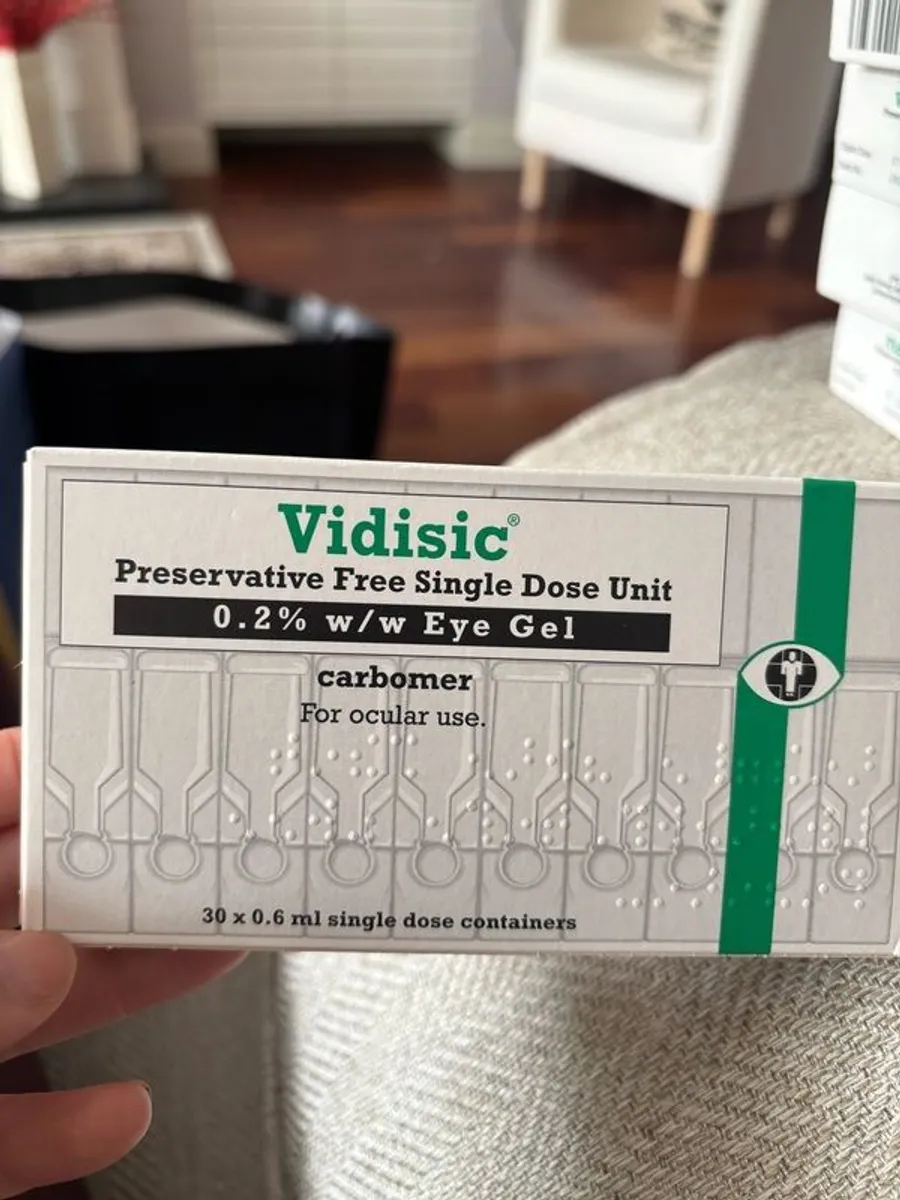 Vidisic®
Preservative Free Single Dose Unit
0.2% w/w Eye Gel
carbomer
For ocular use.
30 x 0.6 ml single dose containers